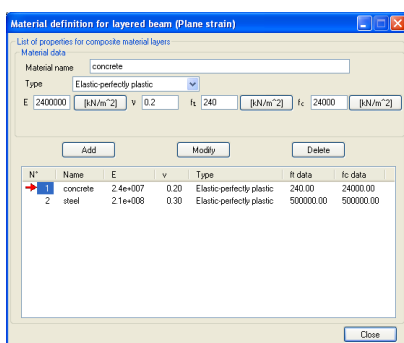 Material definition for layered beam (Plane strain)
List of properties for composite material layers
Material data
Material name concrete
Type Elastic-perfectly plastic
E 2400000 [kN/m^2] ν 0.2 ft 240 [kN/m^2] fc 24000 [kN/m^2]
Add Modify Delete
N° Name E ν Type ft data fc data
1 concrete 2.4e+007 0.20 Elastic-perfectly plastic 240.00 24000.00
2 steel 2.1e+008 0.30 Elastic-perfectly plastic 500000.00 500000.00
Close